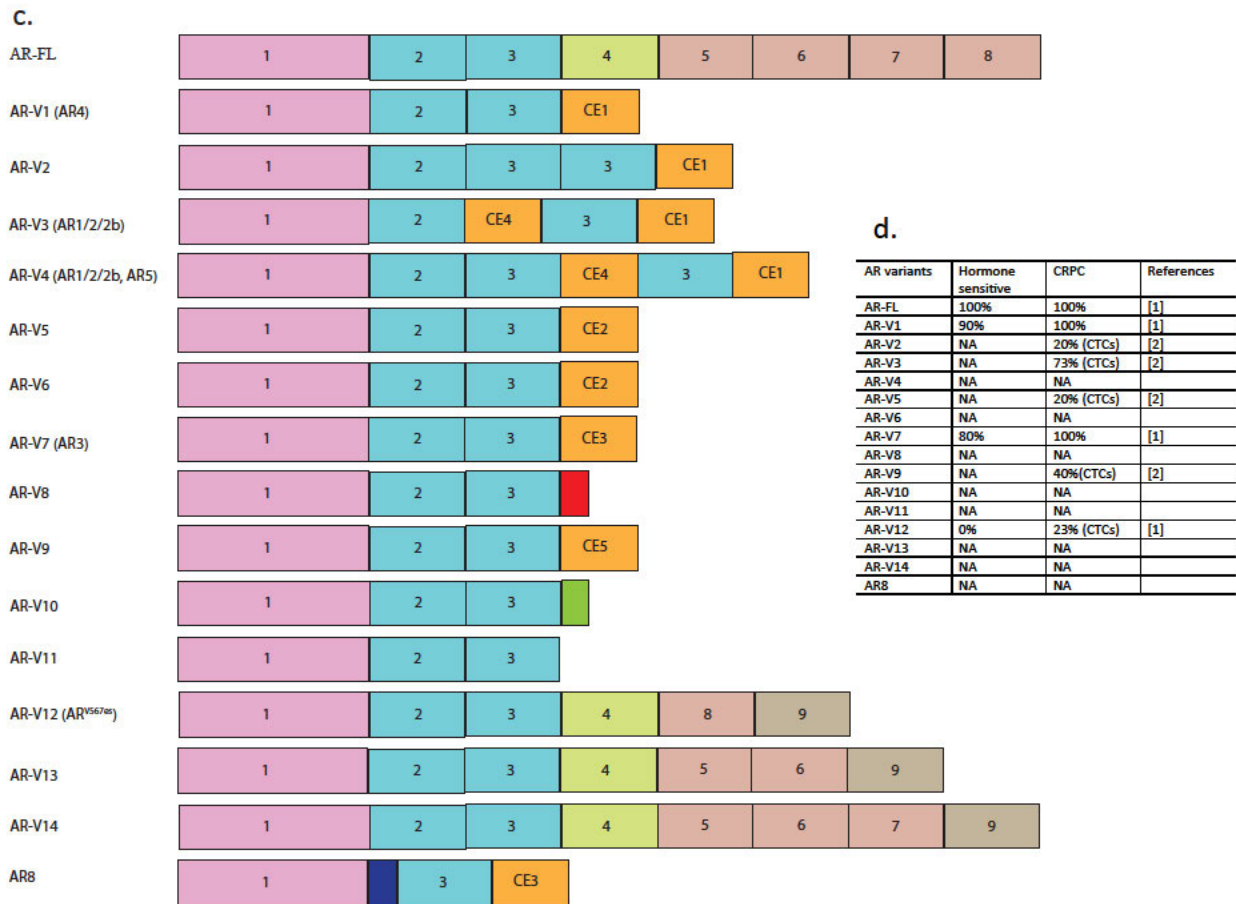 c.
AR-FL 1 2 3 4 5 6 7 8
AR-V1 (AR4) 1 2 3 CE1
AR-V2 1 2 3 3 CE1
AR-V3 (AR1/2/2b) 1 2 CE4 3 CE1
AR-V4 (AR1/2/2b, AR5) 1 2 3 CE4 3 CE1
AR-V5 1 2 3 CE2
AR-V6 1 2 3 CE2
AR-V7 (AR3) 1 2 3 CE3
AR-V8 1 2 3
AR-V9 1 2 3 CE5
AR-V10 1 2 3
AR-V11 1 2 3
AR-V12 (ARV567es) 1 2 3 4 8 9
AR-V13 1 2 3 4 5 6 9
AR-V14 1 2 3 4 5 6 7 9
AR8 1 3 CE3
d.
AR variants Hormone sensitive CRPC References
AR-FL 100% 100% [1]
AR-V1 90% 100% [1]
AR-V2 NA 20% (CTCs) [2]
AR-V3 NA 73% (CTCs) [2]
AR-V4 NA NA
AR-V5 NA 20% (CTCs) [2]
AR-V6 NA NA
AR-V7 80% 100% [1]
AR-V8 NA NA
AR-V9 NA 40%(CTCs) [2]
AR-V10 NA NA
AR-V11 NA NA
AR-V12 0% 23% (CTCs) [1]
AR-V13 NA NA
AR-V14 NA NA
AR8 NA NA